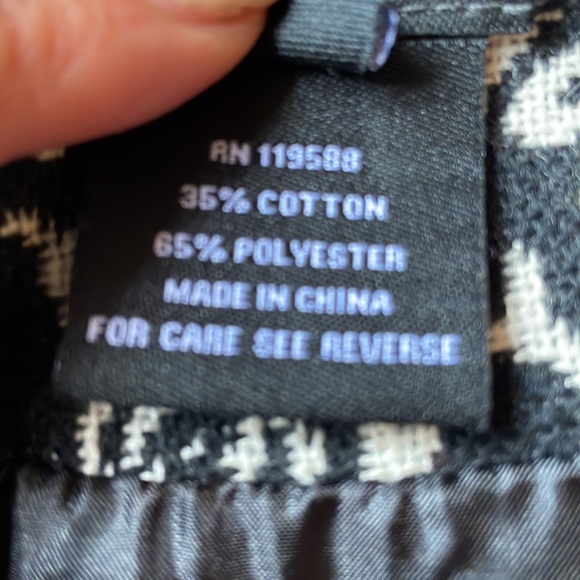 RN 119588
35% COTTON
65% POLYESTER
MADE IN CHINA
FOR CARE SEE REVERSE